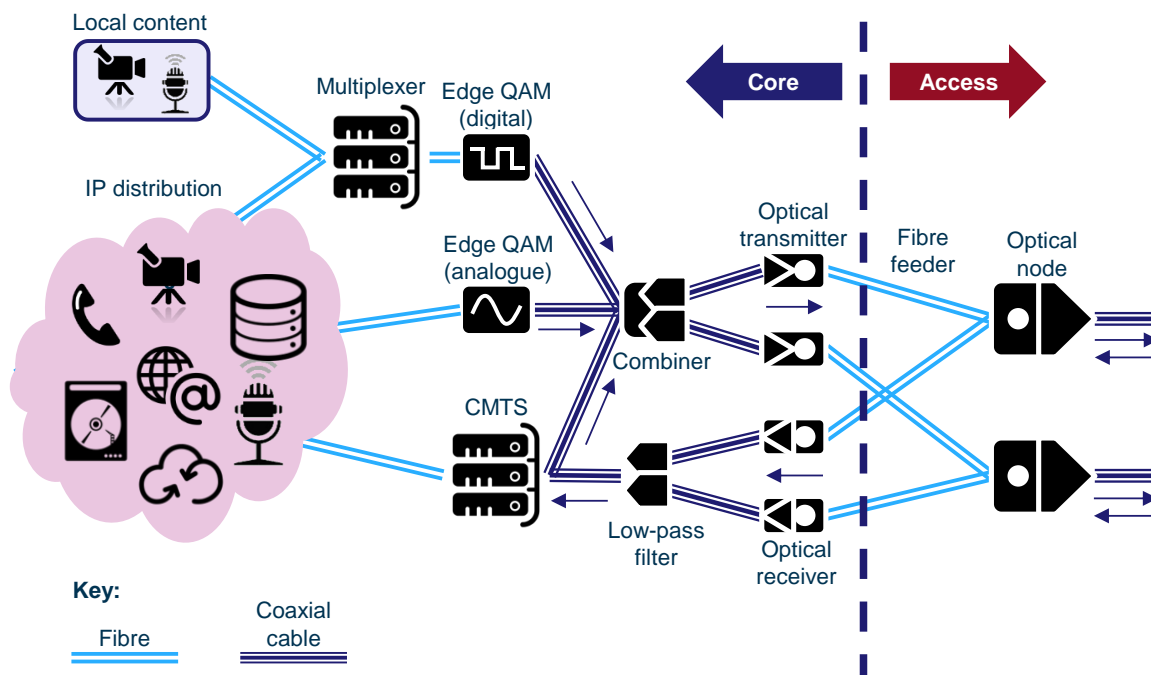 Local content
Multiplexer
Edge QAM
(digital)
Core
Access
IP distribution
Edge QAM
(analogue)
Optical
transmitter
Fibre
feeder
Optical
node
@
Combiner
CMTS
Low-pass
filter
Optical
receiver
Key:
Fibre
Coaxial
cable